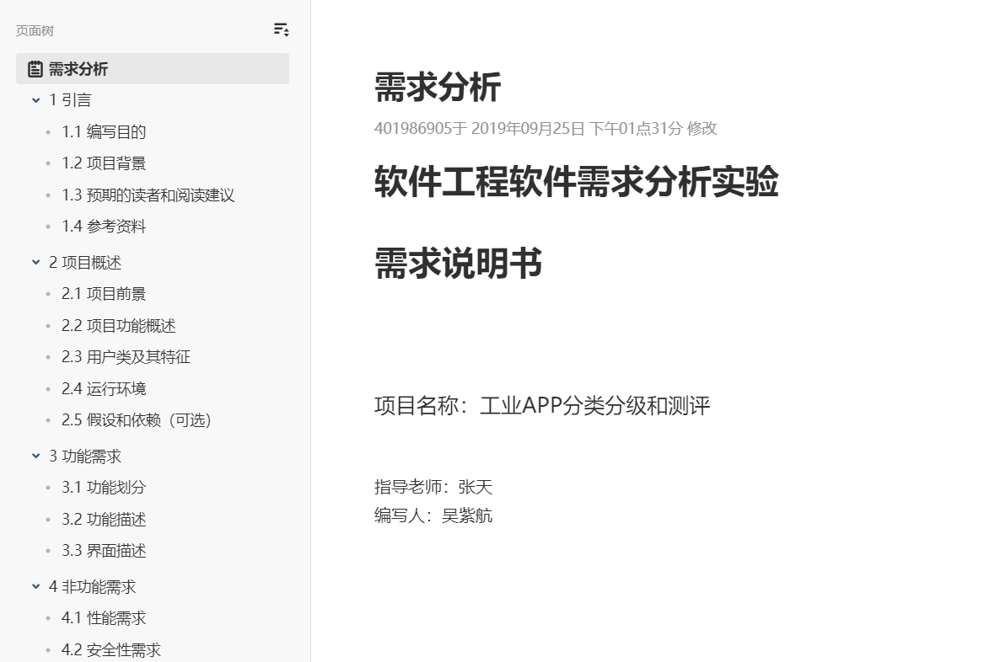 页面树
需求分析
1 引言
1.1 编写目的
1.2 项目背景
1.3 预期的读者和阅读建议
1.4 参考资料
2 项目概述
2.1 项目前景
2.2 项目功能概述
2.3 用户类及其特征
2.4 运行环境
2.5 假设和依赖（可选）
3 功能需求
3.1 功能划分
3.2 功能描述
3.3 界面描述
4 非功能需求
4.1 性能需求
4.2 安全性需求
需求分析
401986905于 2019年09月25日 下午01点31分 修改
软件工程软件需求分析实验
需求说明书
项目名称：工业APP分类分级和测评
指导老师：张天
编写人：吴紫航